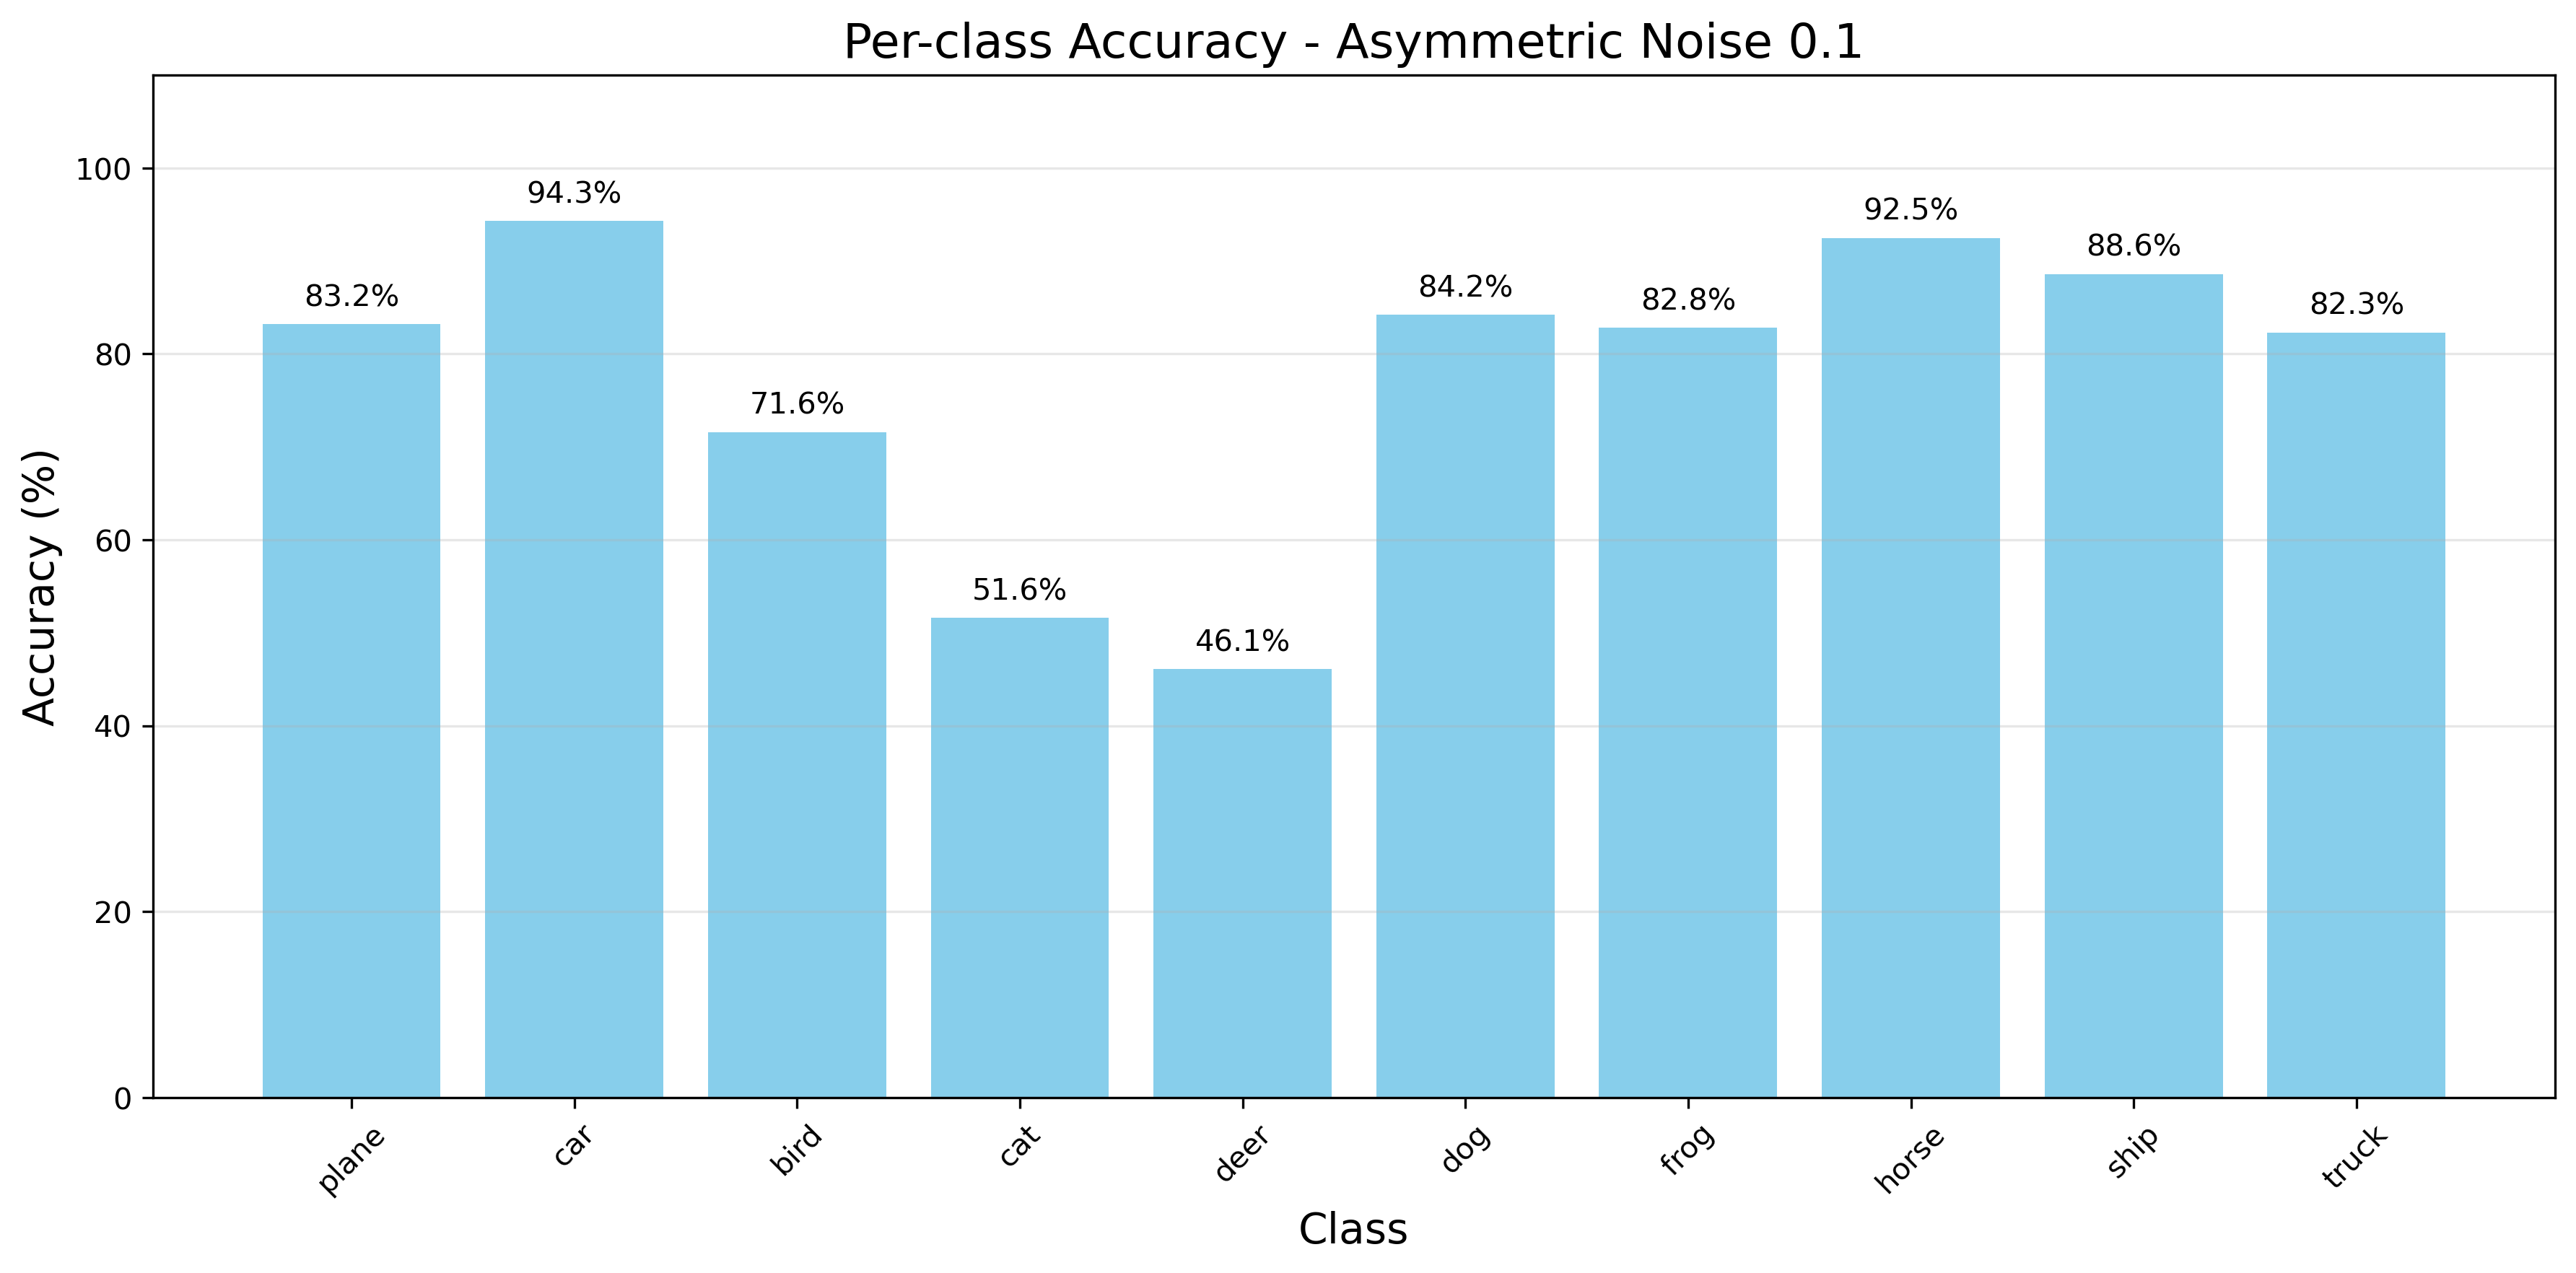 Per-class Accuracy - Asymmetric Noise 0.1
Accuracy (%)
100
80
60
40
20
0
83.2%
94.3%
71.6%
51.6%
46.1%
84.2%
82.8%
92.5%
88.6%
82.3%
plane
car
bird
cat
deer
dog
frog
horse
ship
truck
Class